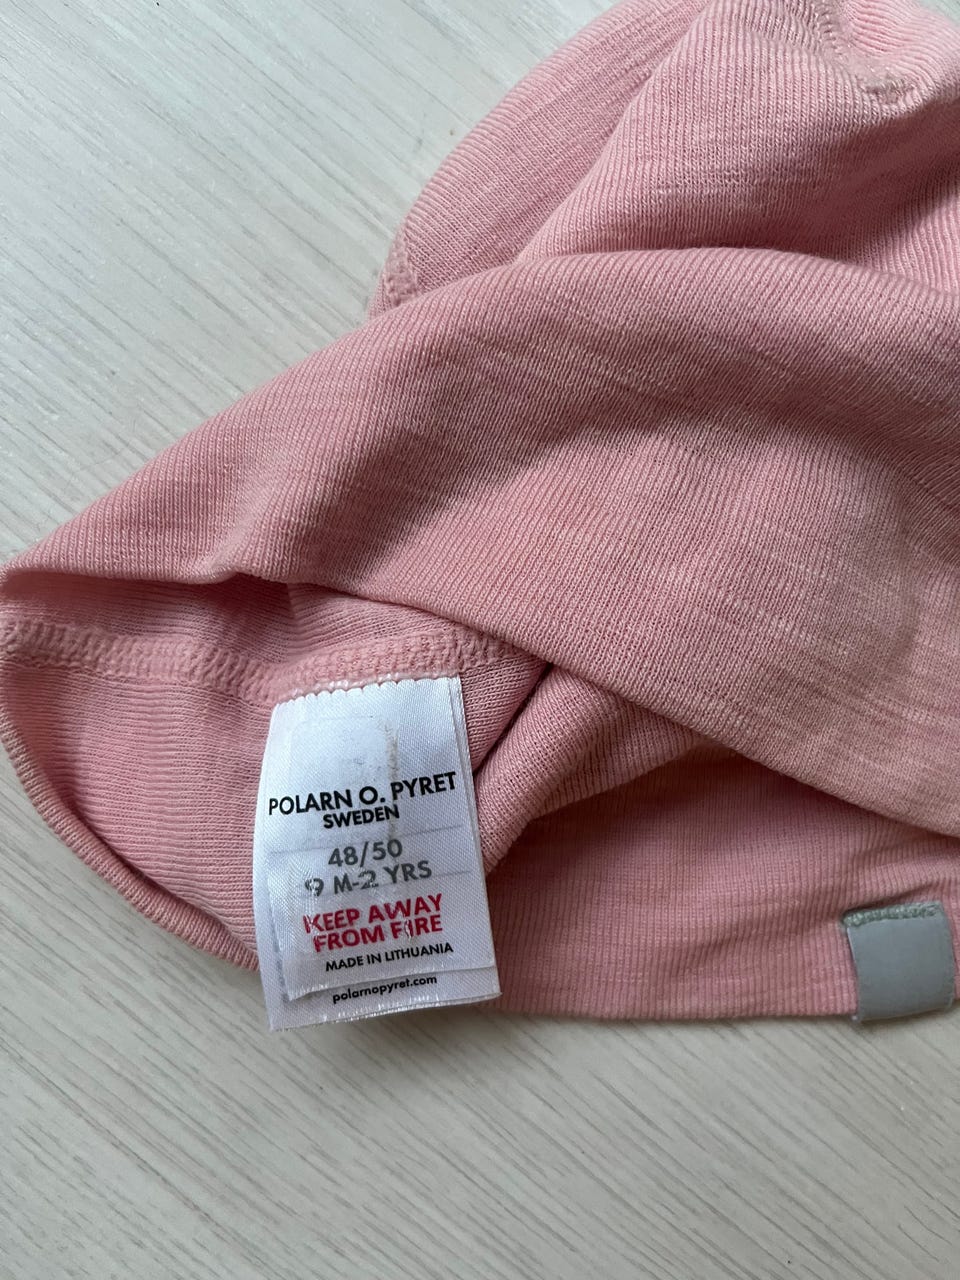 POLARN O. PYRET
SWEDEN
48/50
9 M-2 YRS
KEEP AWAY
FROM FIRE
MADE IN LITHUANIA
polarnopyret.com